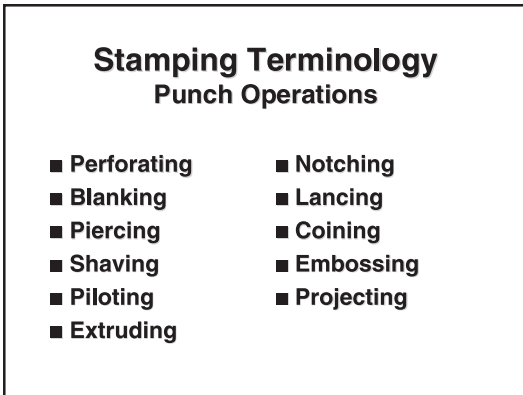 Stamping Terminology
Punch Operations
■ Perforating
■ Blanking
■ Piercing
■ Shaving
■ Piloting
■ Extruding
■ Notching
■ Lancing
■ Coining
■ Embossing
■ Projecting